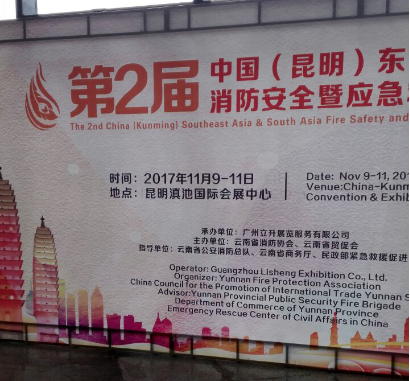 第2届
中国（昆明）东
消防安全暨应急
The 2nd China (Kunming) Southeast Asia & South Asia Fire Safety and
时间：2017年11月9-11日
地点：昆明滇池国际会展中心
Date: Nov 9-11, 201
Venue:China-Kunm
Convention & Exhib
承办单位：广州立升展览服务有限公司
主办单位：云南省消防协会、云南省贸促会
指导单位：云南省公安消防总队、云南省商务厅、民政部紧急救援促进
Operator: Guangzhou Lisheng Exhibition Co., Ltd.
Organizer: Yunnan Fire Protection Association
China Council for the Promotion of International Trade Yunnan S
Advisor:Yunnan Provincial Public Security Fire Brigade
Department of Commerce of Yunnan Province
Emergency Rescue Center of Civil Affairs in China